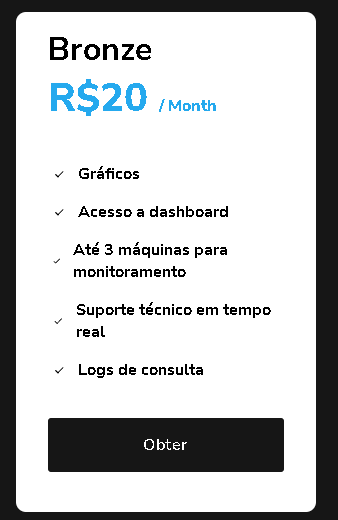 Bronze
R$20 / Month
Gráficos
Acesso a dashboard
Até 3 máquinas para
monitoramento
Suporte técnico em tempo
real
Logs de consulta
Obter